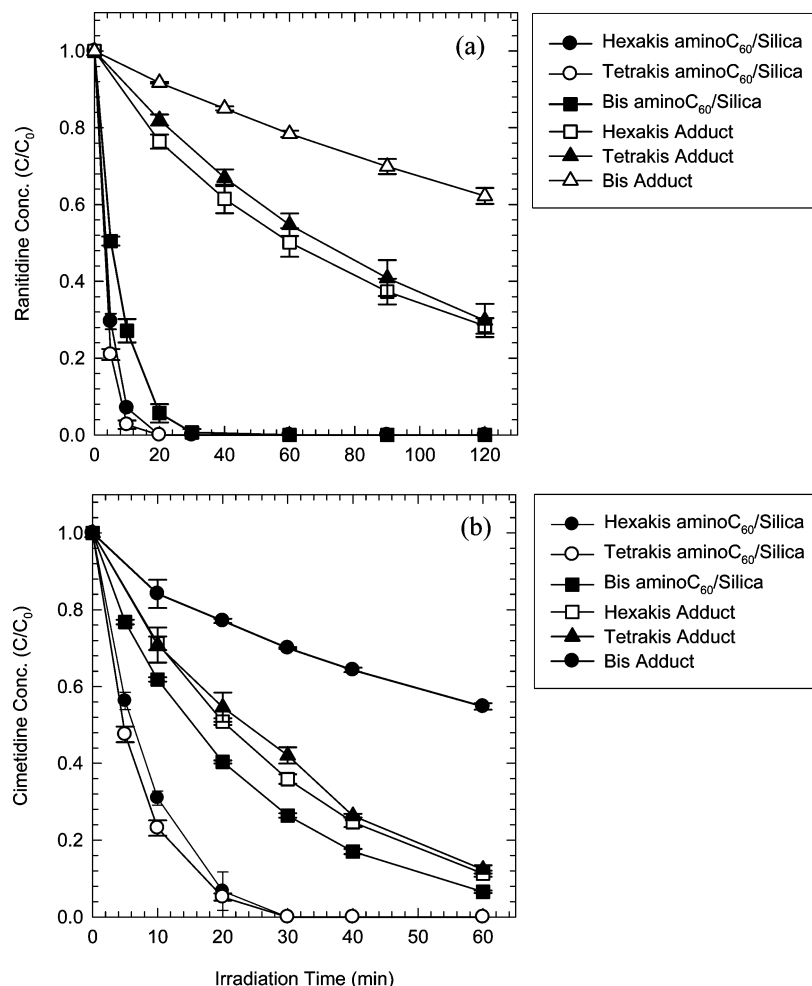 (a)
Ranitidine Conc. (C/C₀)
1.0
0.8
0.6
0.4
0.2
0.0
0 20 40 60 80 100 120
Hexakis aminoC₆₀/Silica
Tetrakis aminoC₆₀/Silica
Bis aminoC₆₀/Silica
Hexakis Adduct
Tetrakis Adduct
Bis Adduct
(b)
Cimetidine Conc. (C/C₀)
1.0
0.8
0.6
0.4
0.2
0.0
0 10 20 30 40 50 60
Irradiation Time (min)
Hexakis aminoC₆₀/Silica
Tetrakis aminoC₆₀/Silica
Bis aminoC₆₀/Silica
Hexakis Adduct
Tetrakis Adduct
Bis Adduct